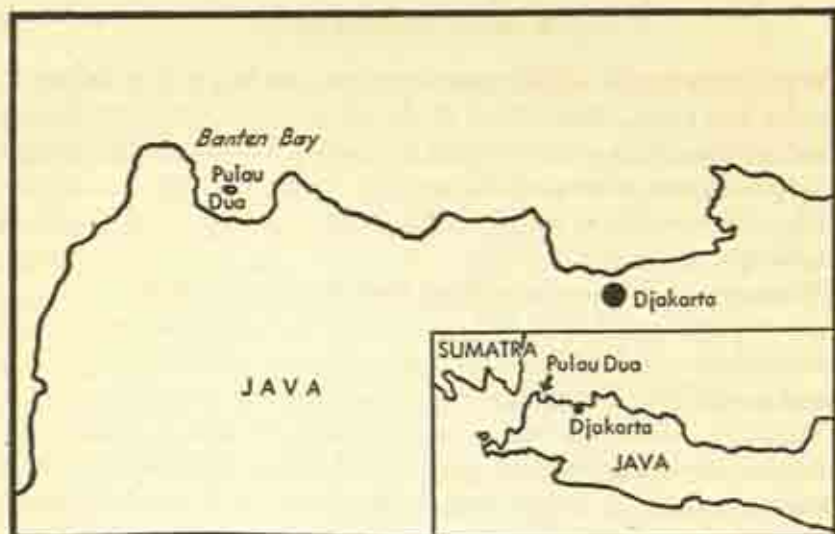 Banten Bay
Pulau
Dua
Djakarta
JAVA
SUMATRA
Pulau Dua
Djakarta
JAVA